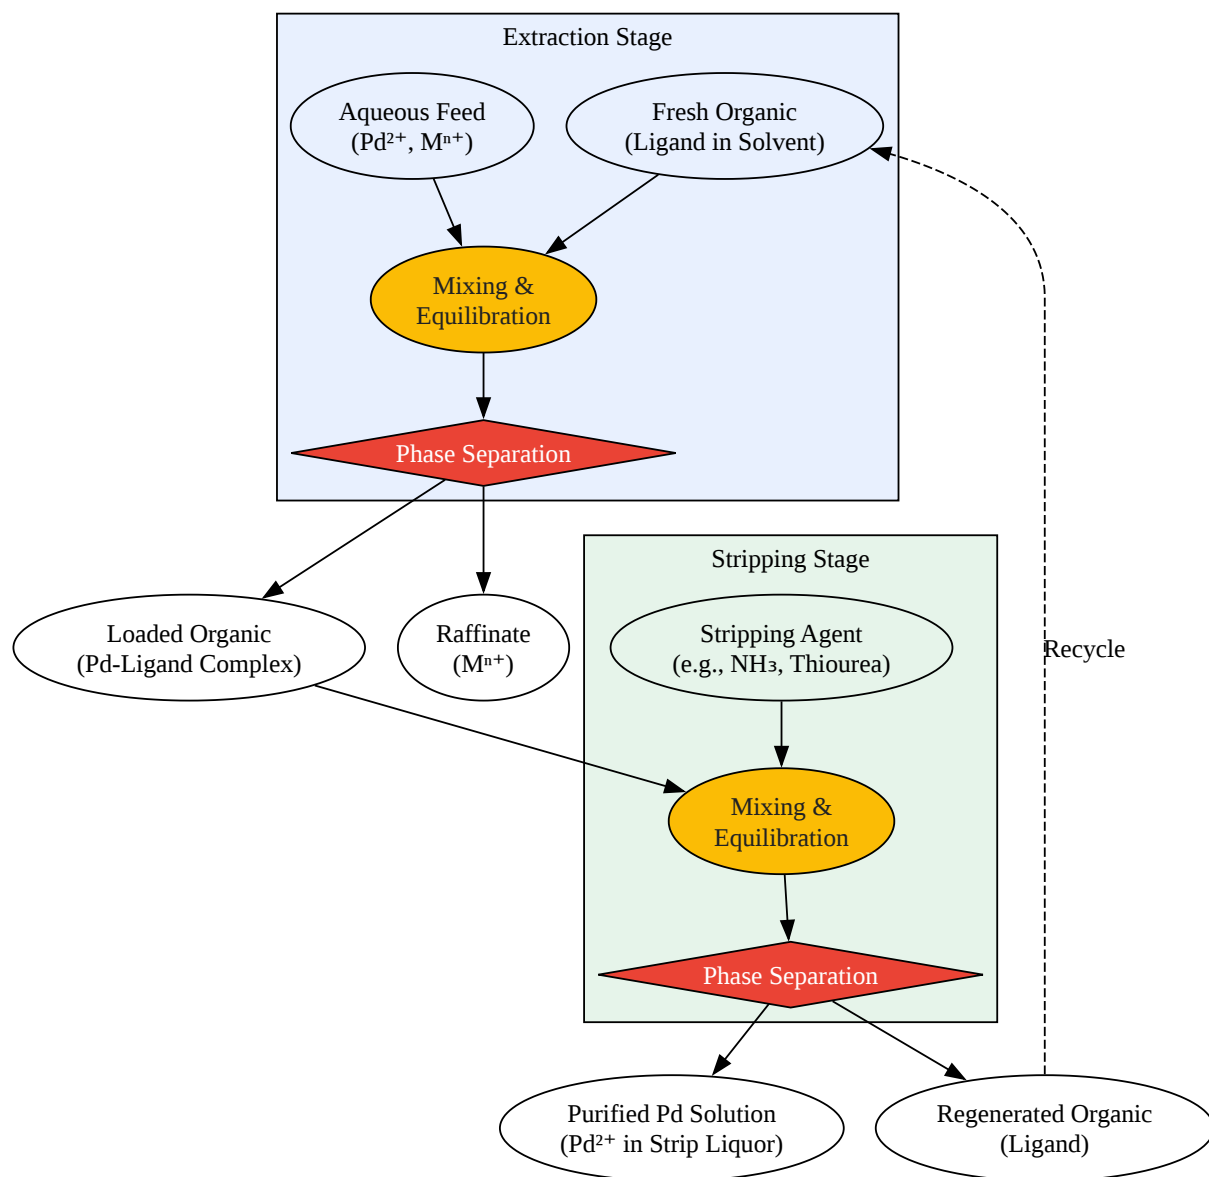 Extraction Stage
Aqueous Feed
(Pd²⁺, Mⁿ⁺)
Fresh Organic
(Ligand in Solvent)
Mixing &
Equilibration
Phase Separation
Loaded Organic
(Pd-Ligand Complex)
Raffinate
(Mⁿ⁺)
Stripping Stage
Stripping Agent
(e.g., NH₃, Thiourea)
Recycle
Mixing &
Equilibration
Phase Separation
Purified Pd Solution
(Pd²⁺ in Strip Liquor)
Regenerated Organic
(Ligand)